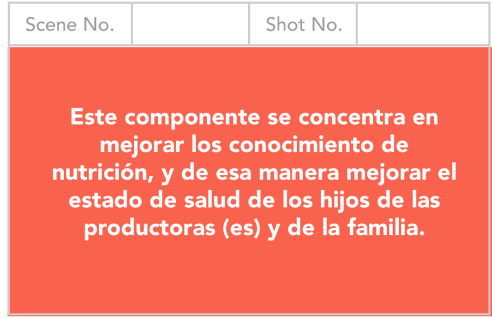 Scene No.
Shot No.
Este componente se concentra en
mejorar los conocimiento de
nutrición, y de esa manera mejorar el
estado de salud de los hijos de las
productoras (es) y de la familia.